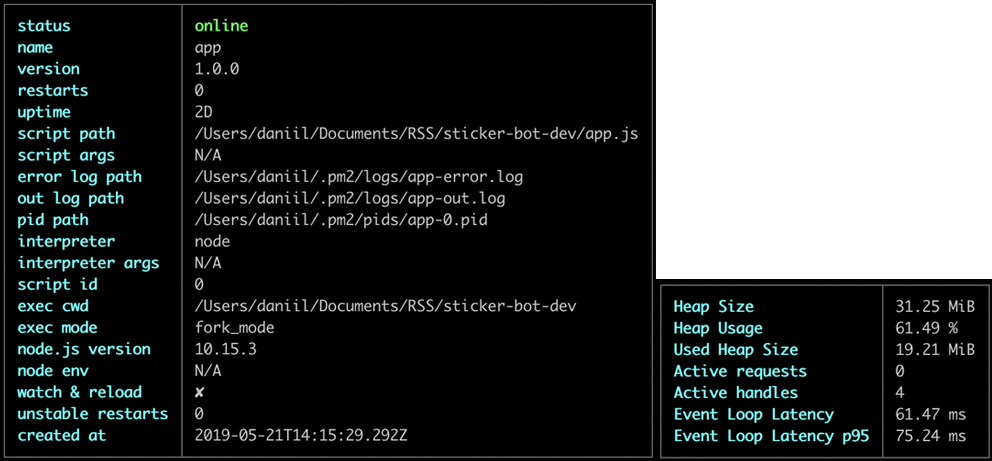 status online
name app
version 1.0.0
restarts 0
uptime 2D
script path /Users/daniil/Documents/RSS/sticker-bot-dev/app.js
script args N/A
error log path /Users/daniil/.pm2/logs/app-error.log
out log path /Users/daniil/.pm2/logs/app-out.log
pid path /Users/daniil/.pm2/pids/app-0.pid
interpreter node
interpreter args N/A
script id 0
exec cwd /Users/daniil/Documents/RSS/sticker-bot-dev
exec mode fork_mode
node.js version 10.15.3
node env N/A
watch & reload ✘
unstable restarts 0
created at 2019-05-21T14:15:29.292Z
Heap Size 31.25 MiB
Heap Usage 61.49 %
Used Heap Size 19.21 MiB
Active requests 0
Active handles 4
Event Loop Latency 61.47 ms
Event Loop Latency p95 75.24 ms